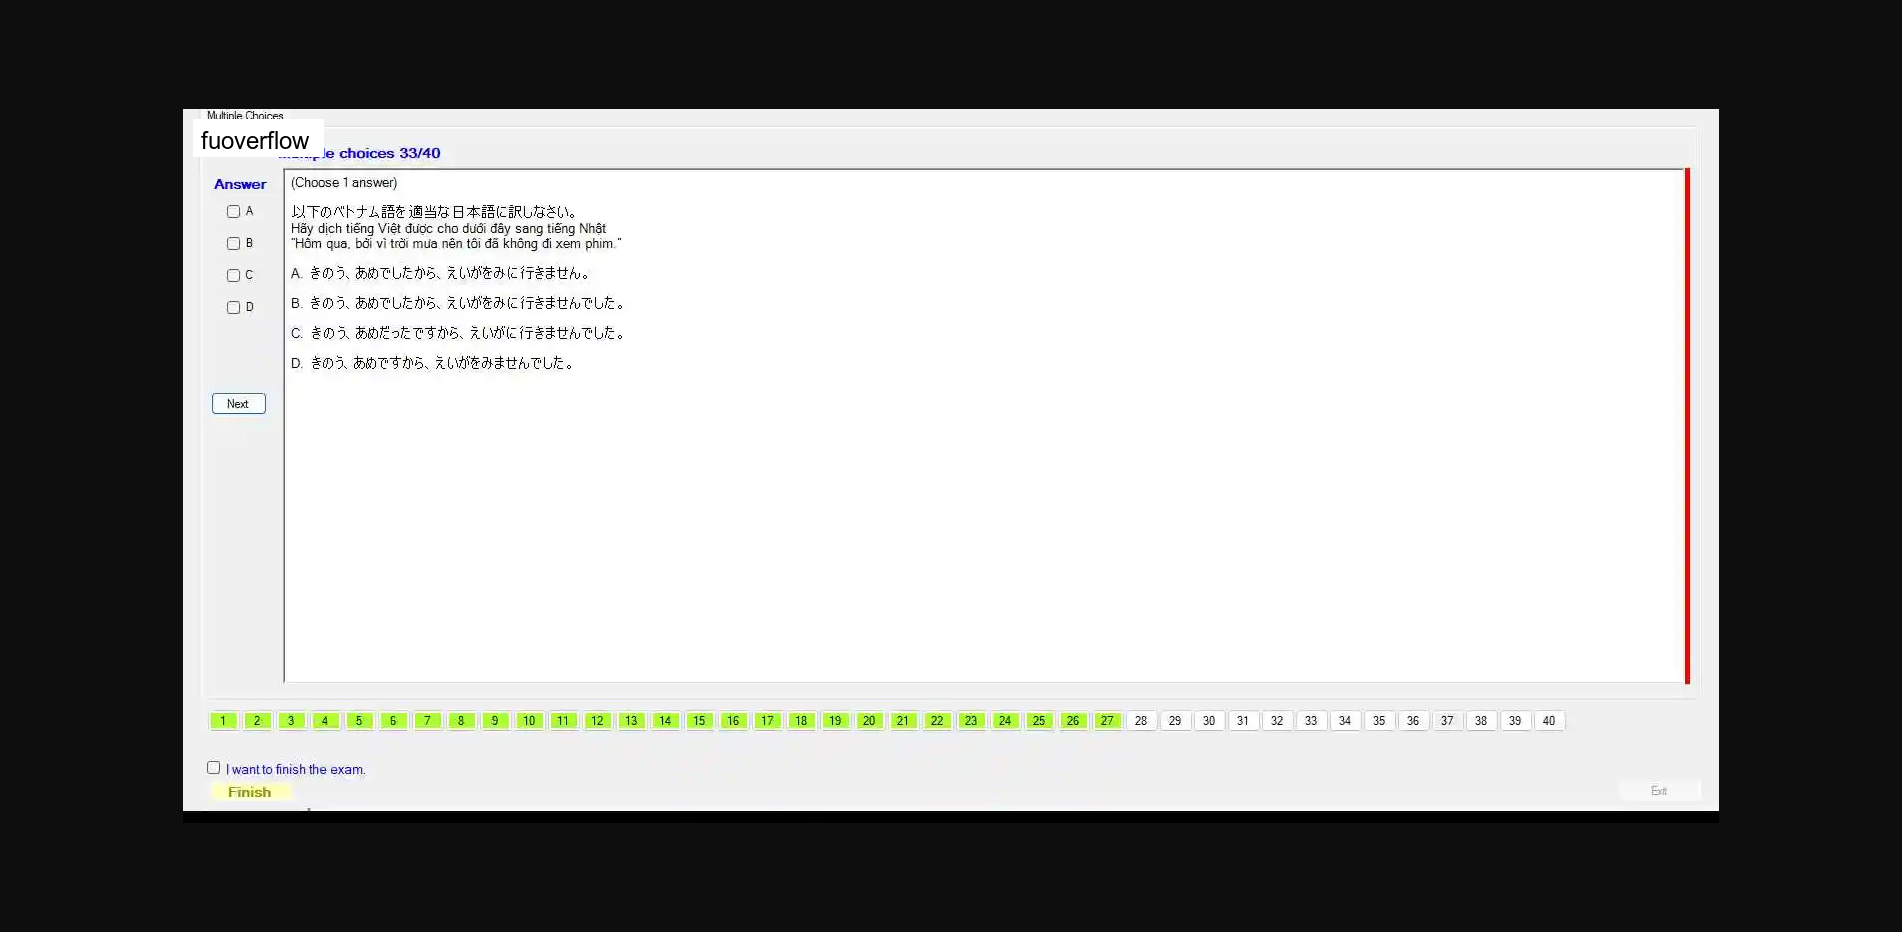 Multiple Choices
fuoverflow
choices 33/40
Answer
(Choose 1 answer)
A
以下のベトナム語を適当な日本語に訳しなさい。
Hãy dịch tiếng Việt được cho dưới đây sang tiếng Nhật
B
"Hôm qua, bởi vì trời mưa nên tôi đã không đi xem phim."
C
A. きのう、あめでしたから、えいがをみに行きません。
B. きのう、あめでしたから、えいがをみに行きませんでした。
D
C. きのう、あめだったですから、えいがに行きませんでした。
D. きのう、あめですから、えいがをみませんでした。
Next
1 2 3 4 5 6 7 8 9 10 11 12 13 14 15 16 17 18 19 20 21 22 23 24 25 26 27 28 29 30 31 32 33 34 35 36 37 38 39 40
I want to finish the exam.
Finish
Exit